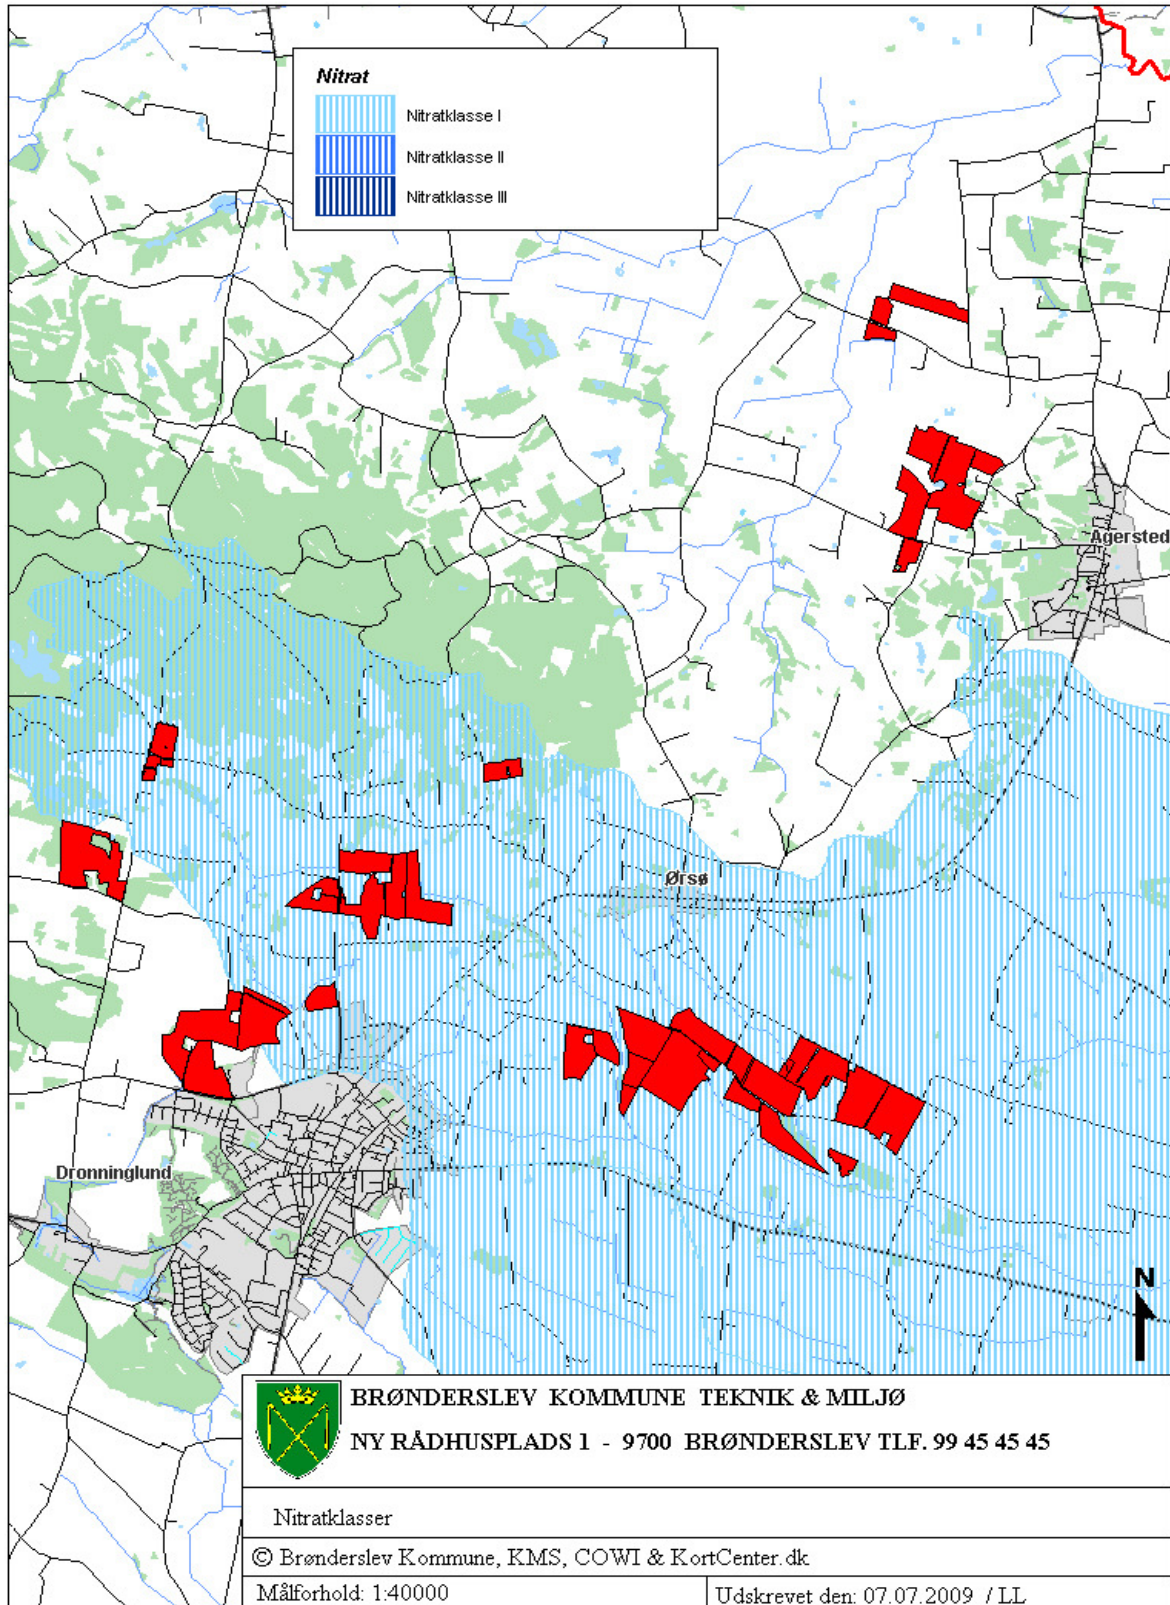 Nitrat
Nitratklasse I
Nitratklasse II
Nitratklasse III
Agersted
Ørsø
Dronninglund
N
BRØNDERSLEV KOMMUNE TEKNIK & MILJØ
NY RÅDHUSPLADS 1 - 9700 BRØNDERSLEV TLF. 99 45 45 45
Nitratklasser
© Brønderslev Kommune, KMS, COWI & KortCenter.dk
Målforhold: 1:40000
Udskrevet den: 07.07.2009 / LL